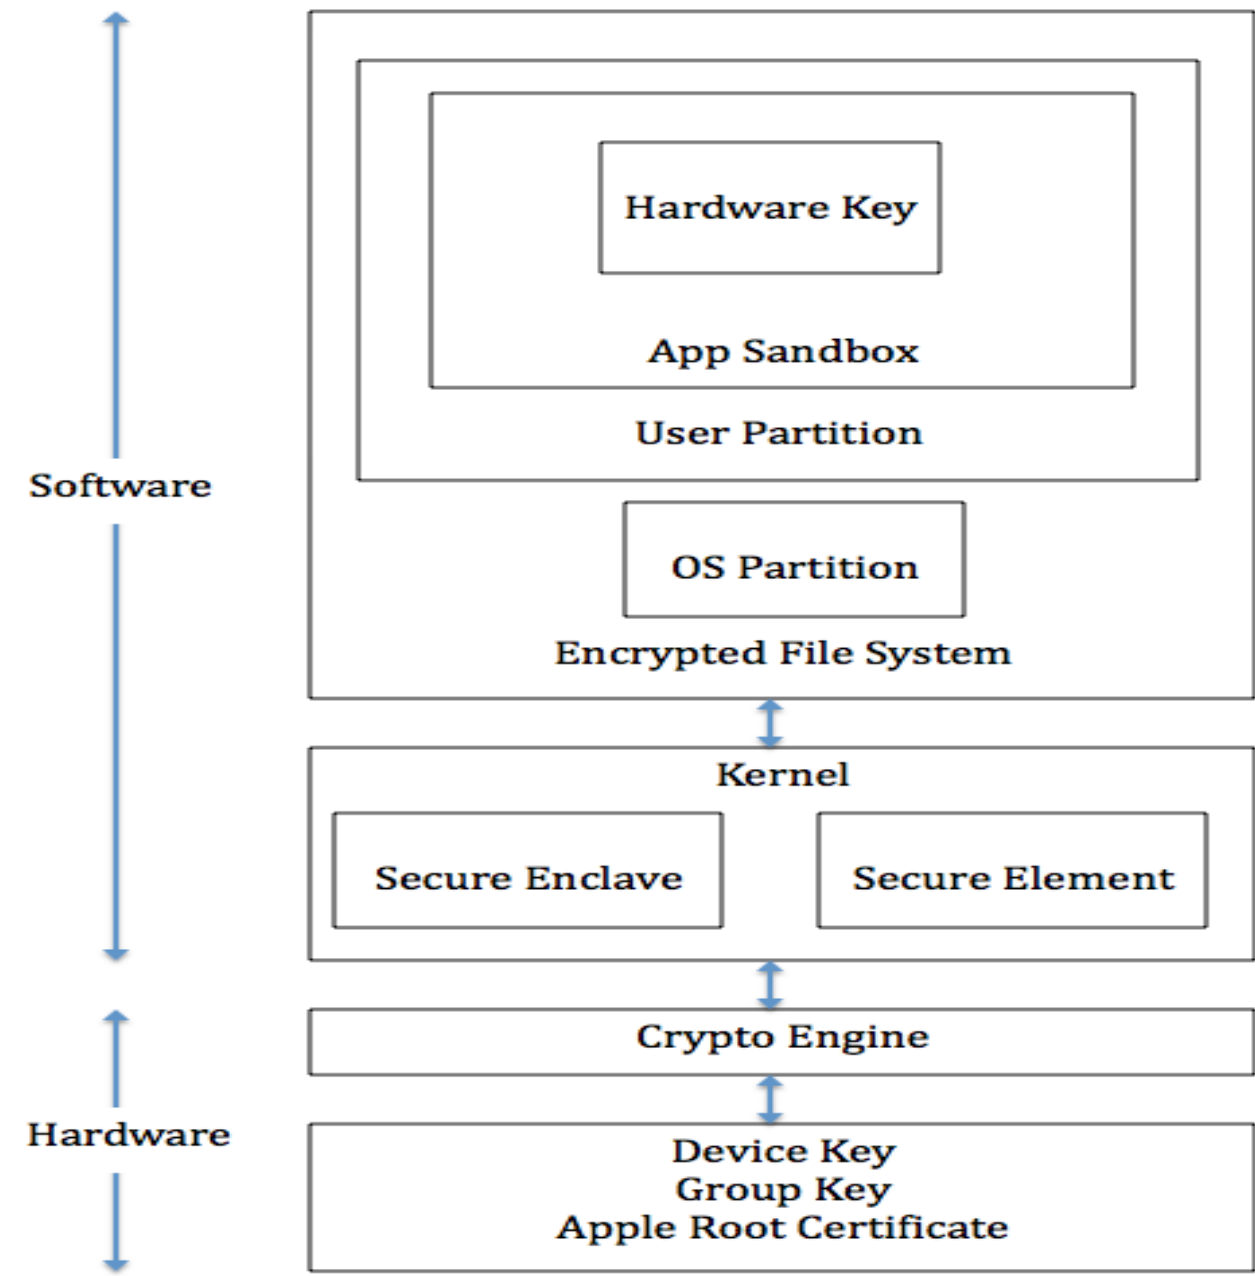 Hardware Key
App Sandbox
User Partition
Software
OS Partition
Encrypted File System
Kernel
Secure Enclave
Secure Element
Crypto Engine
Hardware
Device Key
Group Key
Apple Root Certificate